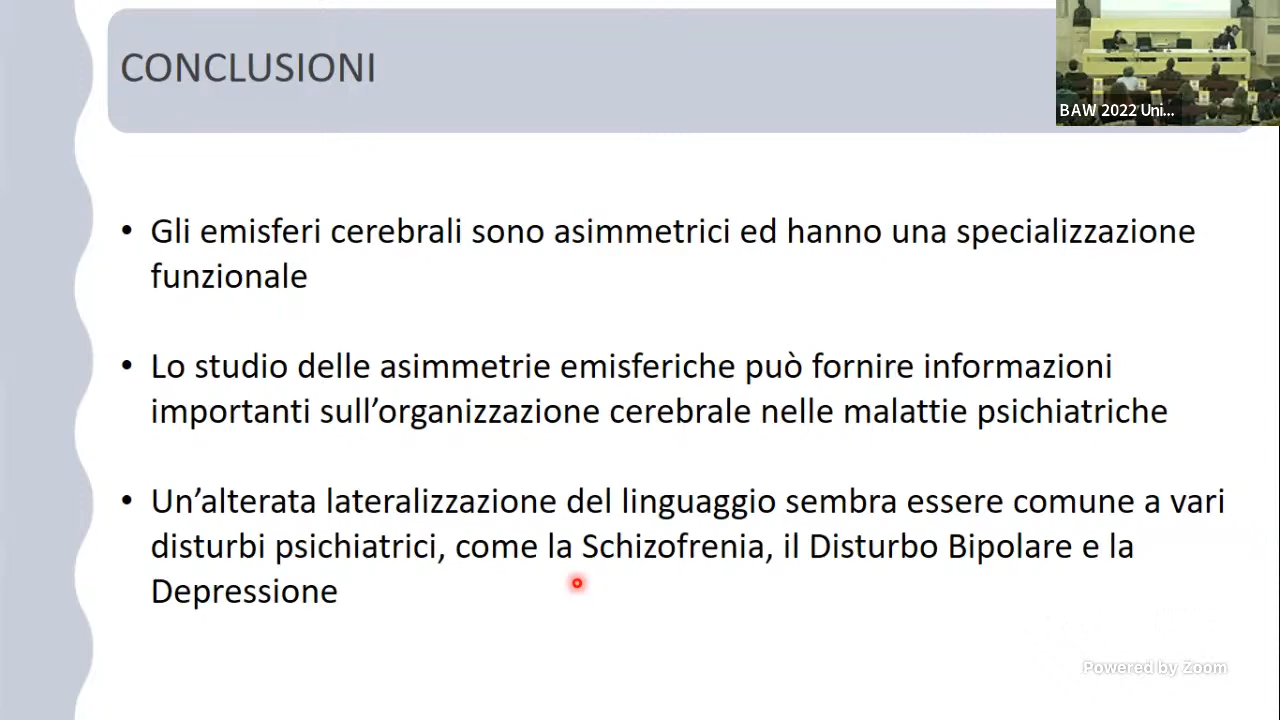 CONCLUSIONI
BAW 2022 Uni...
• Gli emisferi cerebrali sono asimmetrici ed hanno una specializzazione
funzionale
• Lo studio delle asimmetrie emisferiche può fornire informazioni
importanti sull’organizzazione cerebrale nelle malattie psichiatriche
• Un’alterata lateralizzazione del linguaggio sembra essere comune a vari
disturbi psichiatrici, come la Schizofrenia, il Disturbo Bipolare e la
Depressione
Powered by Zoom